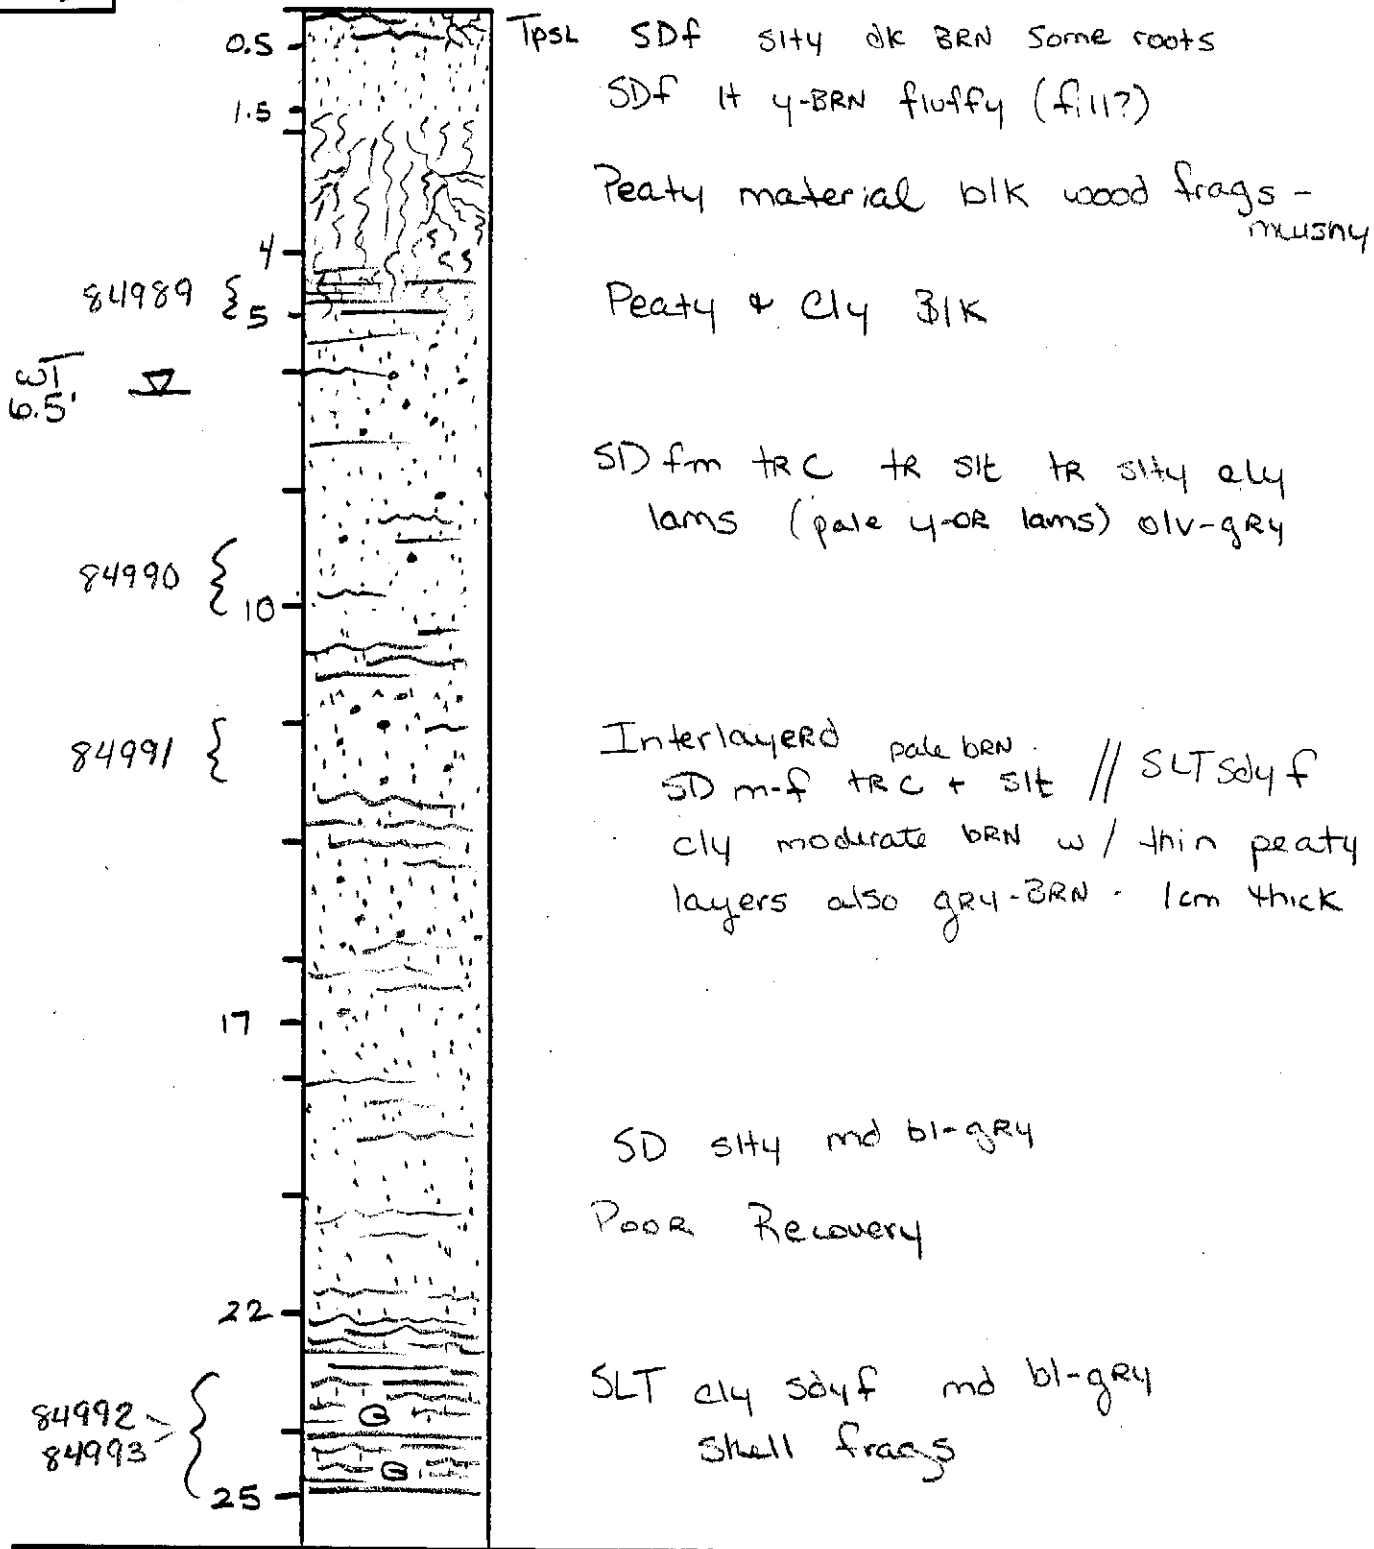 0.5 Tpsl SDf slty dk BRN some roots
1.5 SDf lt y-BRN fluffy (fill?)
Peaty material blk wood frags -
mushy
4
84989 { 5 Peaty & Cly Blk
WT
6.5'
SD fm tR C tR slt tR slty cly
lams (pale y-OR lams) olv-gRy
84990 { 10
84991 {
InterlayeRd pale bRN
SD m-f tR C + slt // SLT Sdyf
cly moderate bRN w/ thin peaty
layers also gRy-BRN - 1cm thick
17
SD slty md bl-gRy
Poor Recovery
22
SLT cly sdyf md bl-gRy
84992
84993 { shell frags
25